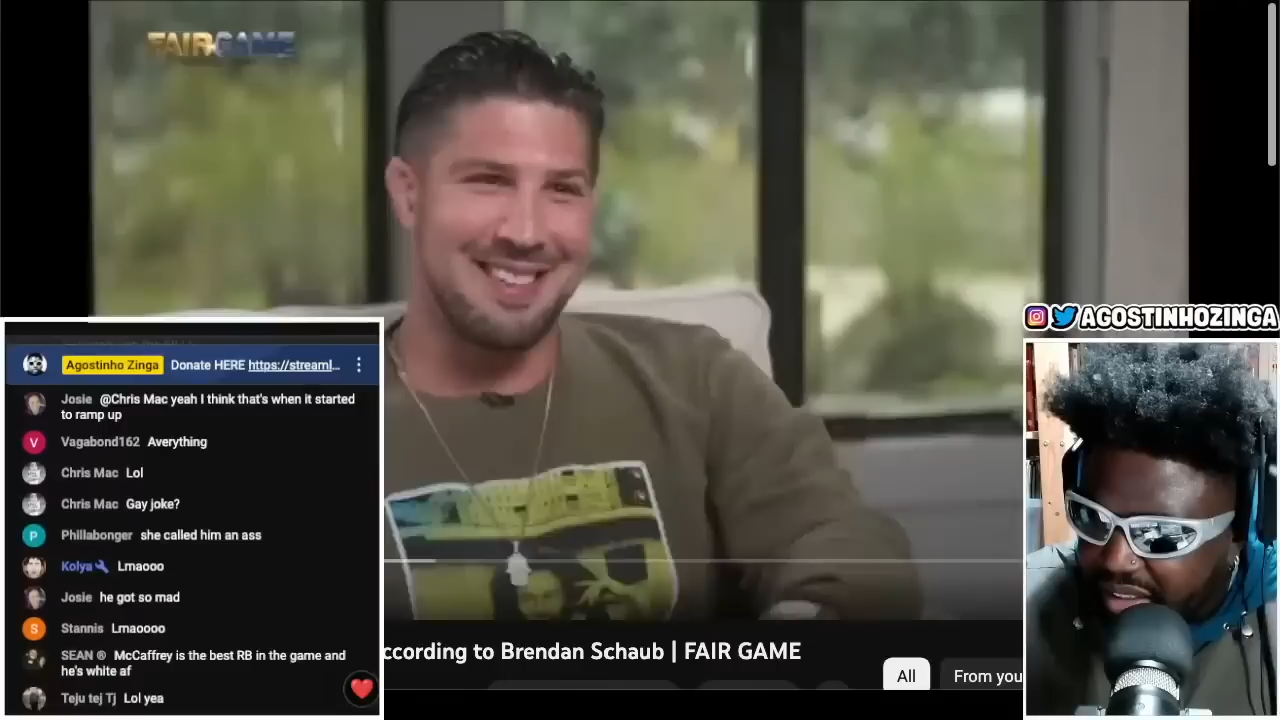 FAIR GAME
AGOSTINHOZINGA
Agostinho Zinga Donate HERE https://streaml...
Josie @Chris Mac yeah I think that's when it started
to ramp up
Vagabond162 Averything
Chris Mac Lol
Chris Mac Gay joke?
Phillabonger she called him an ass
Kolya Lmaooo
Josie he got so mad
Stannis Lmaoooo
SEAN ® McCaffrey is the best RB in the game and
he's white af
Teju tej Tj Lol yea
V
P
S
ccording to Brendan Schaub | FAIR GAME
All From you